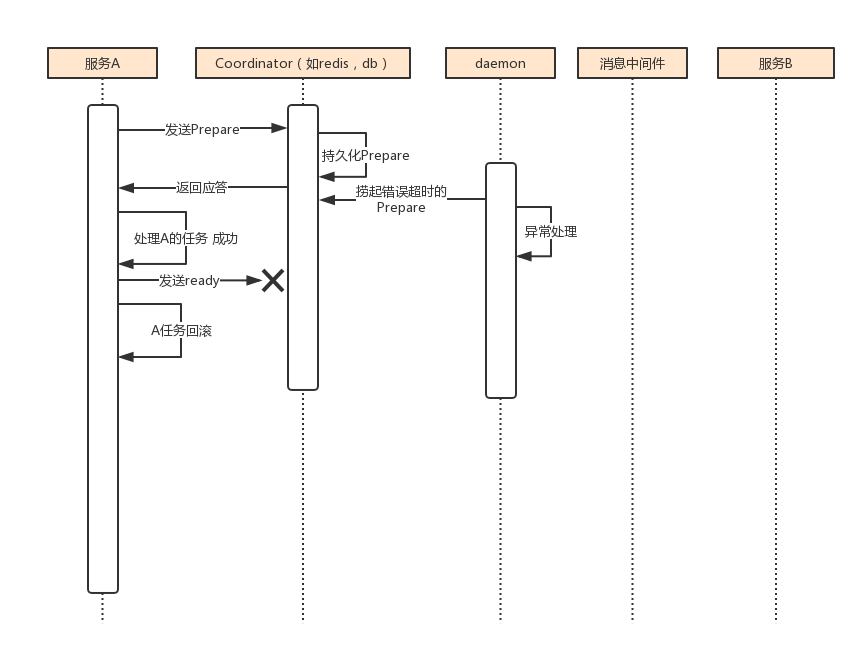 服务A
Coordinator（如redis，db）
daemon
消息中间件
服务B
发送Prepare
持久化Prepare
返回应答
捞起错误超时的
Prepare
处理A的任务 成功
异常处理
发送ready
A任务回滚